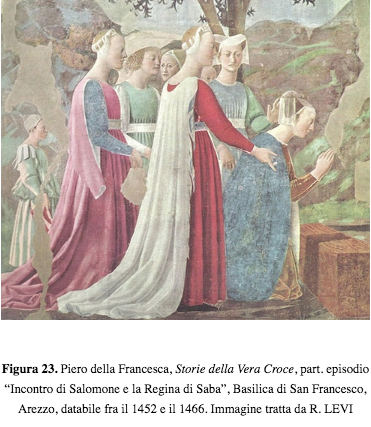 Figura 23. Piero della Francesca, Storie della Vera Croce, part. episodio
“Incontro di Salomone e la Regina di Saba”, Basilica di San Francesco,
Arezzo, databile fra il 1452 e il 1466. Immagine tratta da R. LEVI